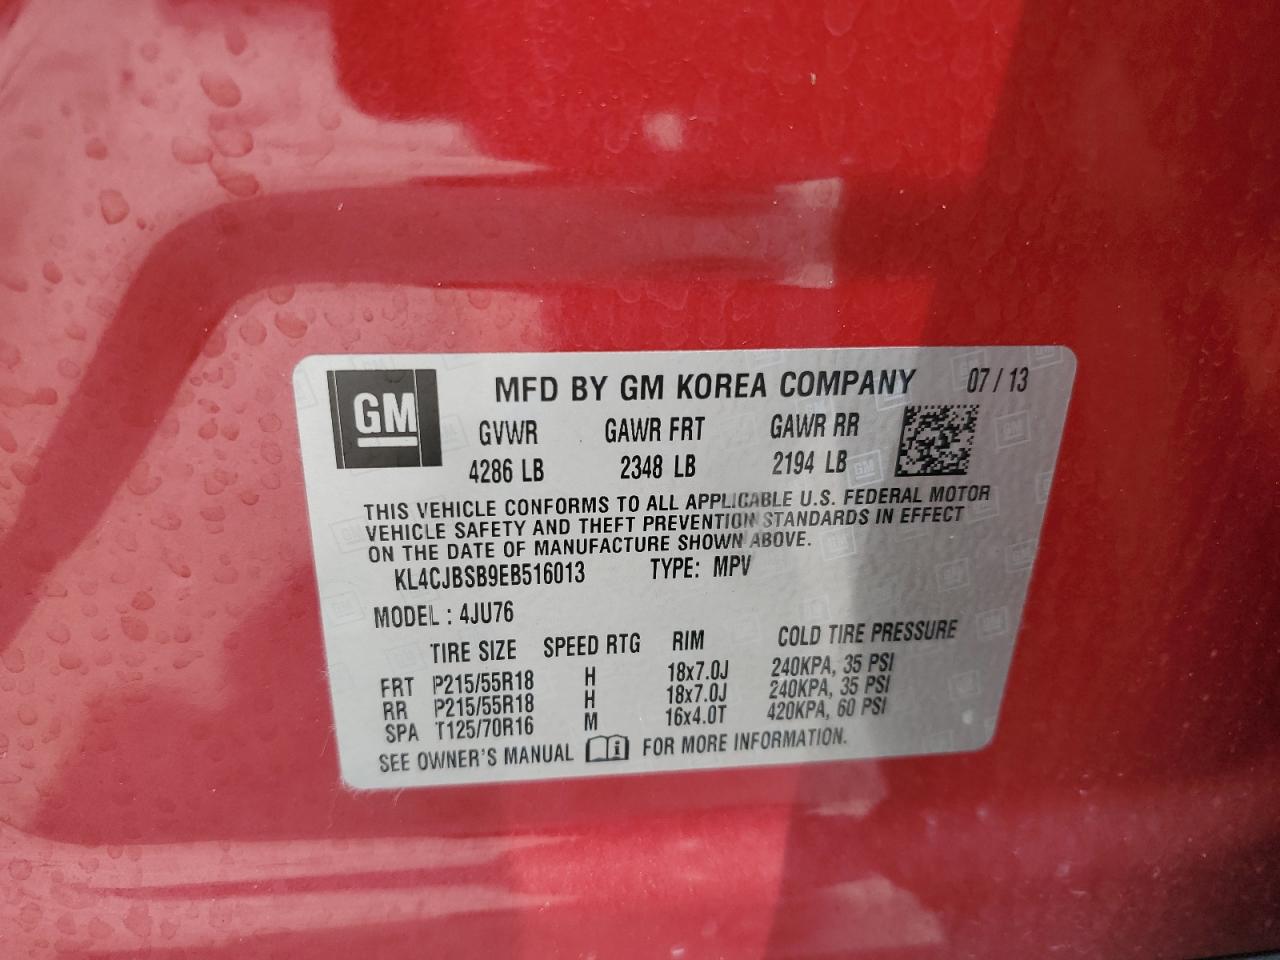 GM
MFD BY GM KOREA COMPANY 07/13
GVWR GAWR FRT GAWR RR
4286 LB 2348 LB 2194 LB
THIS VEHICLE CONFORMS TO ALL APPLICABLE U.S. FEDERAL MOTOR
VEHICLE SAFETY AND THEFT PREVENTION STANDARDS IN EFFECT
ON THE DATE OF MANUFACTURE SHOWN ABOVE.
KL4CJBSB9EB516013 TYPE: MPV
MODEL: 4JU76
TIRE SIZE SPEED RTG RIM COLD TIRE PRESSURE
FRT P215/55R18 H 18x7.0J 240KPA, 35 PSI
RR P215/55R18 H 18x7.0J 240KPA, 35 PSI
SPA T125/70R16 M 16x4.0T 420KPA, 60 PSI
SEE OWNER'S MANUAL i FOR MORE INFORMATION.